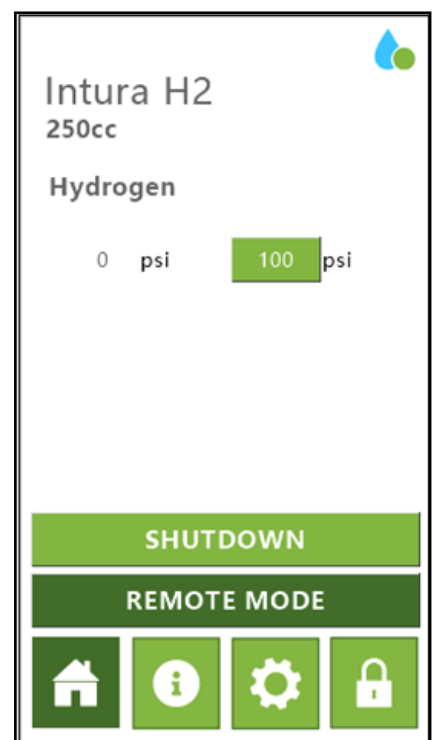 Intura H2
250cc
Hydrogen
0 psi 100 psi
SHUTDOWN
REMOTE MODE